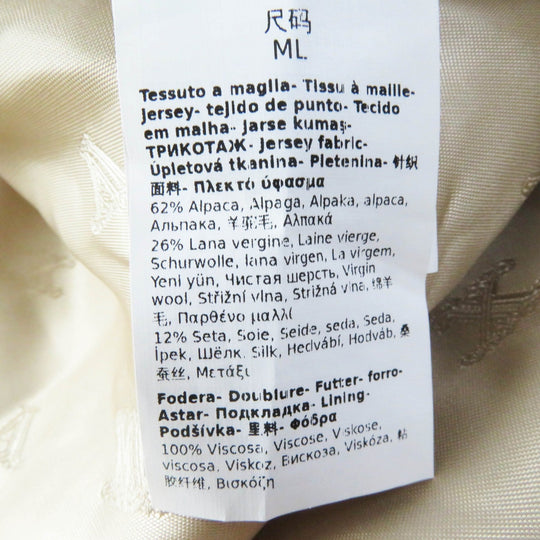 尺码
ML
Tessuto a maglia- Tissu à maille-
Jersey- tejido de punto- Tecido
em malha- Jarse kumaş-
ТРИКОТАЖ- Jersey fabric-
Úpletová tkanina- Pletenina- 针织
面料- Πλεκτό ύφασμα
62% Alpaca, Alpaga, Alpaka, alpaca,
Альпака, 羊驼毛, Αλπακά
26% Lana vergine, Laine vierge,
Schurwolle, lana virgen, La virgem,
Yeni yün, Чистая шерсть, Virgin
wool, Střižní vlna, Strižná vlna, 绵羊
毛, Παρθένο μαλλί
12% Seta, Soie, Seide, seda, Seda,
İpek, Шёлк, Silk, Hedvábí, Hodváb, 桑
蚕丝, Μετάξι
Fodera- Doublure- Futter- forro-
Astar- Подкладка- Lining-
Podšívka- 里料- Φόδρα
100% Viscosa, Viscose, Viskose,
viscosa, Viskoz, Вискоза, Viskóza, 粘
胶纤维, Βισκόζη